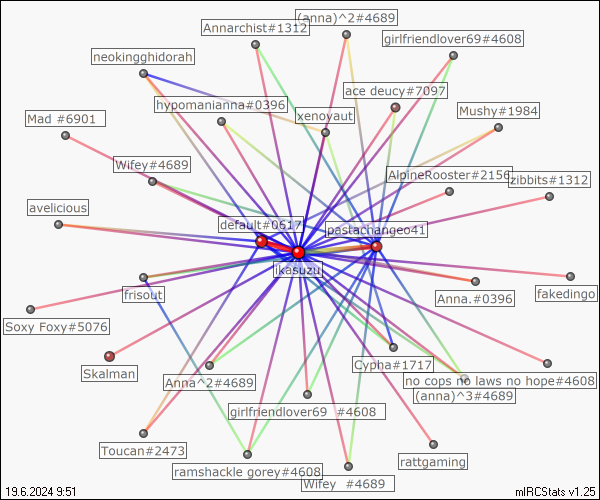 (anna)^2#4689
Annarchist#1312
girlfriendlover69#4608
neokingghidorah
ace deucy#7097
hypomanianna#0396
xenoyaut
Mushy#1984
Mad #6901
Wifey#4689
AlpineRooster#2156
zibbits#1312
avelicious
default#0617
pastachangeo41
ikasuzu
frisout
Anna.#0396
fakedingo
Soxy Foxy#5076
Cypha#1717
Skalman
Anna^2#4689
no cops no laws no hope#4608
(anna)^3#4689
girlfriendlover69 #4608
Toucan#2473
rattgaming
ramshackle gorey#4608
Wifey #4689
19.6.2024 9:51
mIRCStats v1.25